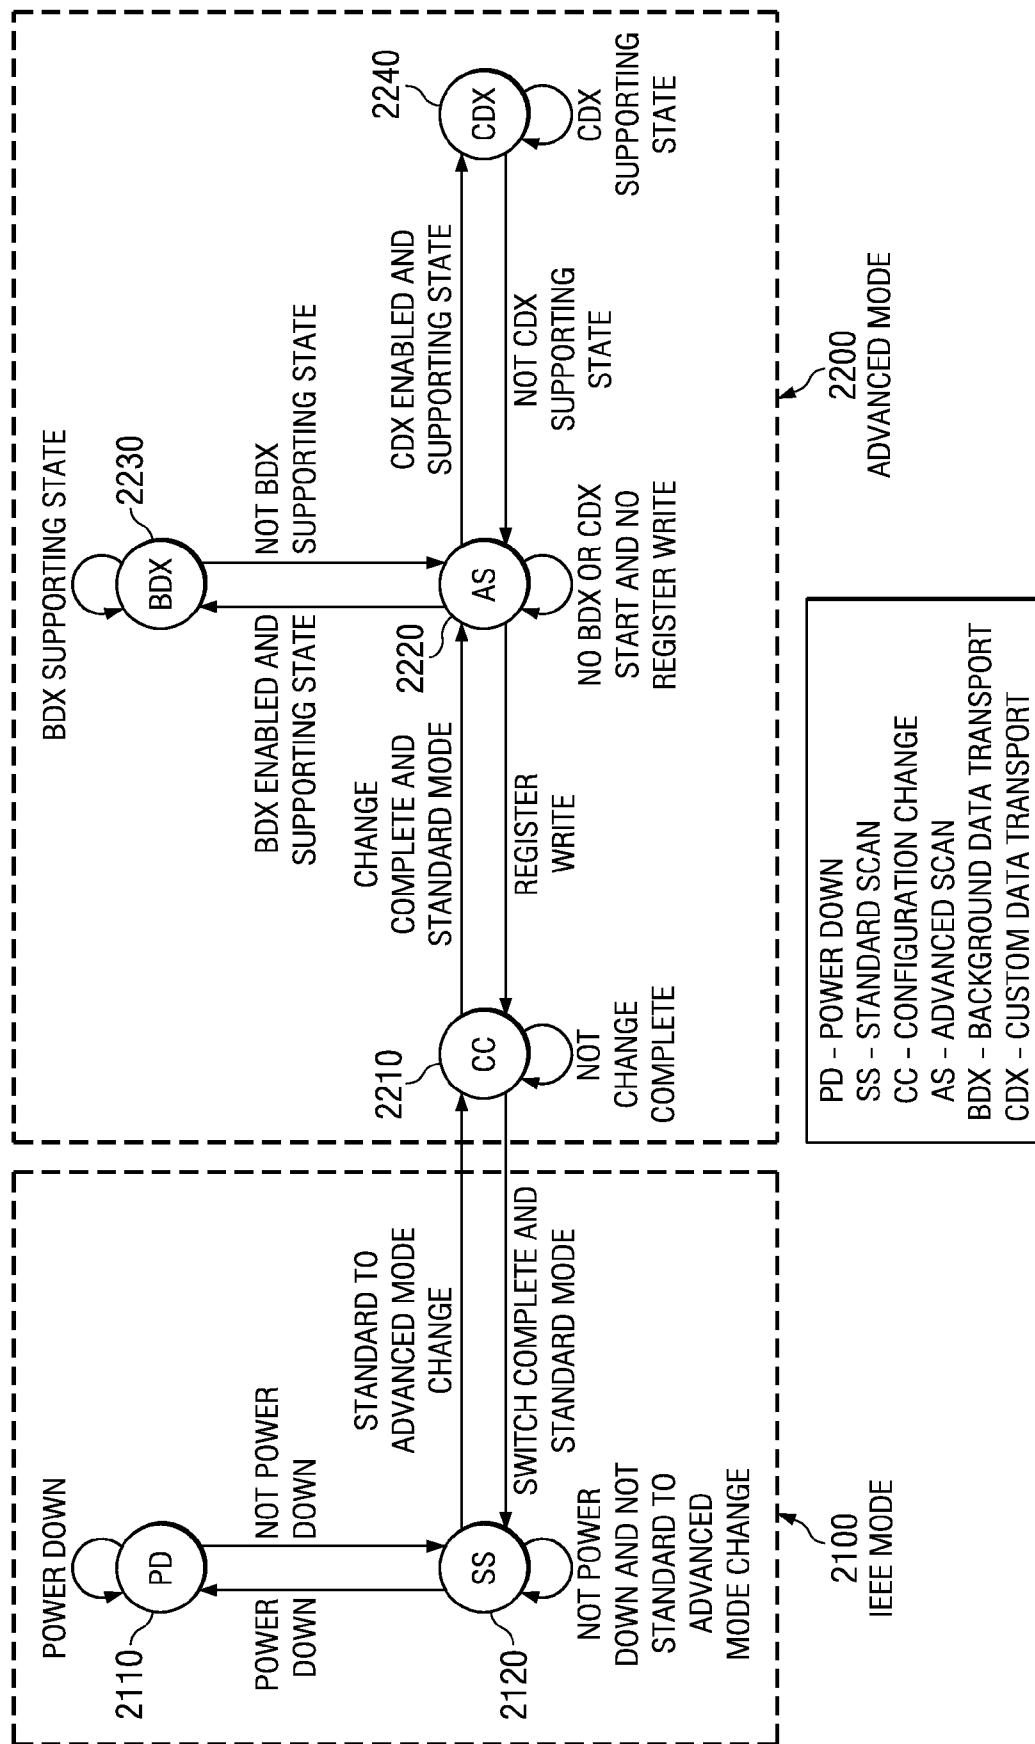 POWER DOWN
2110
PD
POWER
DOWN
NOT POWER
DOWN
2120
SS
NOT POWER
DOWN AND NOT
STANDARD TO
ADVANCED
MODE CHANGE
STANDARD TO
ADVANCED MODE
CHANGE
SWITCH COMPLETE AND
STANDARD MODE
2100
IEEE MODE
2210
CC
NOT
CHANGE
COMPLETE
CHANGE
COMPLETE AND
STANDARD MODE
REGISTER
WRITE
BDX SUPPORTING STATE
2230
BDX
BDX ENABLED AND
SUPPORTING STATE
NOT BDX
SUPPORTING STATE
2220
AS
NO BDX OR CDX
START AND NO
REGISTER WRITE
CDX ENABLED AND
SUPPORTING STATE
NOT CDX
SUPPORTING
STATE
2240
CDX
CDX
SUPPORTING
STATE
2200
ADVANCED MODE
PD - POWER DOWN
SS - STANDARD SCAN
CC - CONFIGURATION CHANGE
AS - ADVANCED SCAN
BDX - BACKGROUND DATA TRANSPORT
CDX - CUSTOM DATA TRANSPORT